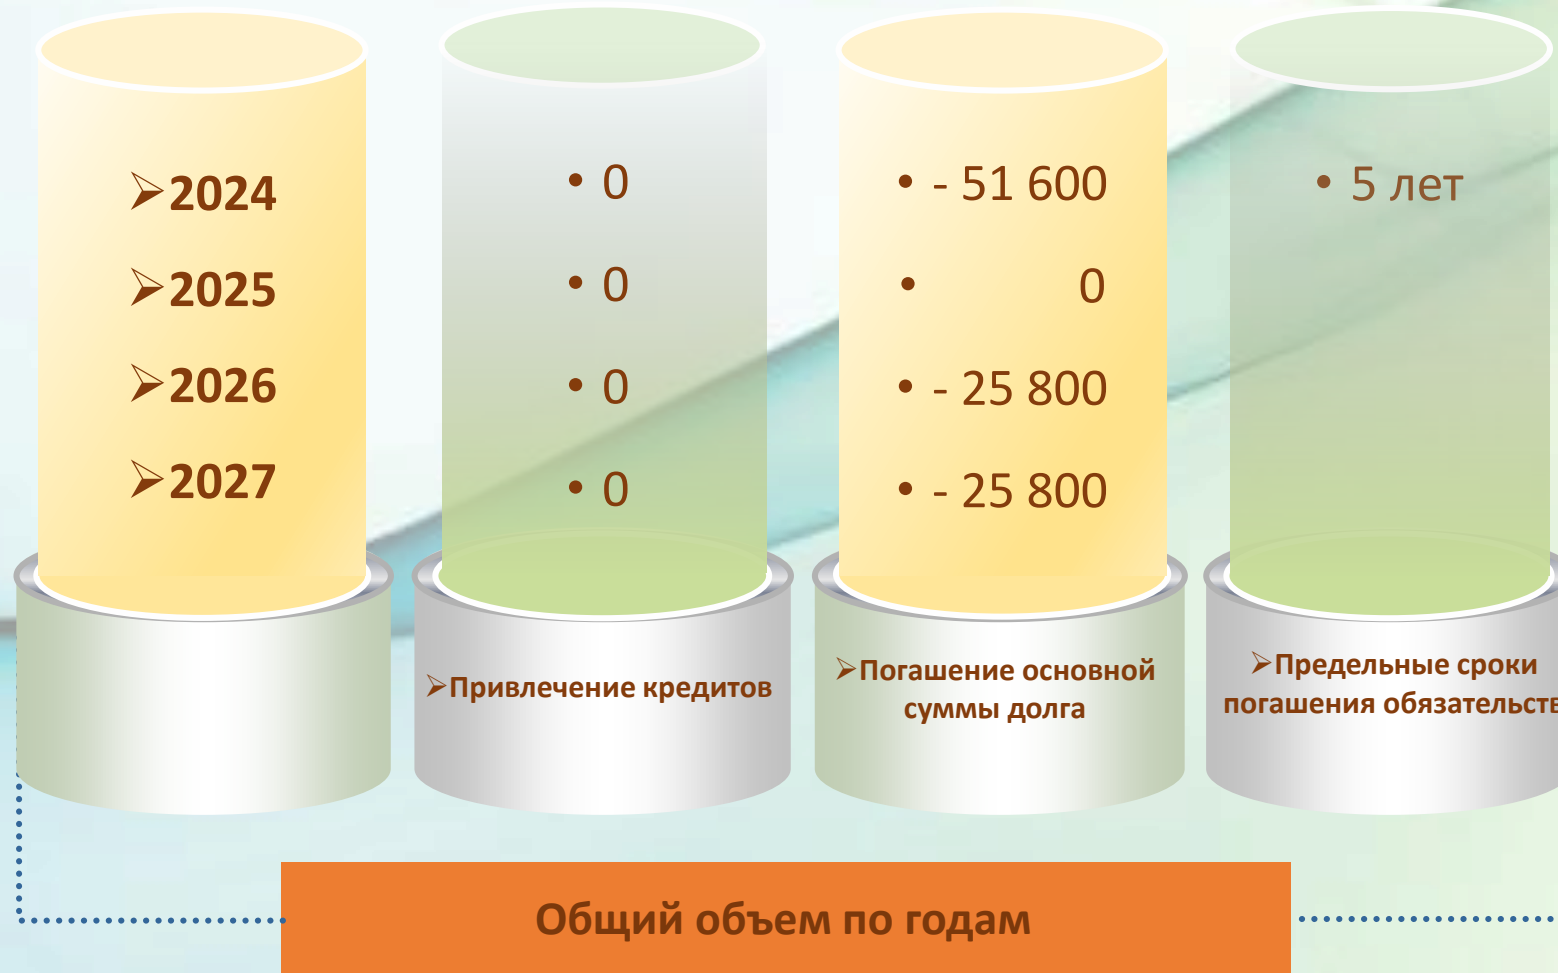 ➢2024
➢2025
➢2026
➢2027
• 0
• 0
• 0
• 0
• - 51 600
• 0
• - 25 800
• - 25 800
• 5 лет
➢Привлечение кредитов
➢Погашение основной
суммы долга
➢Предельные сроки
погашения обязательств
Общий объем по годам